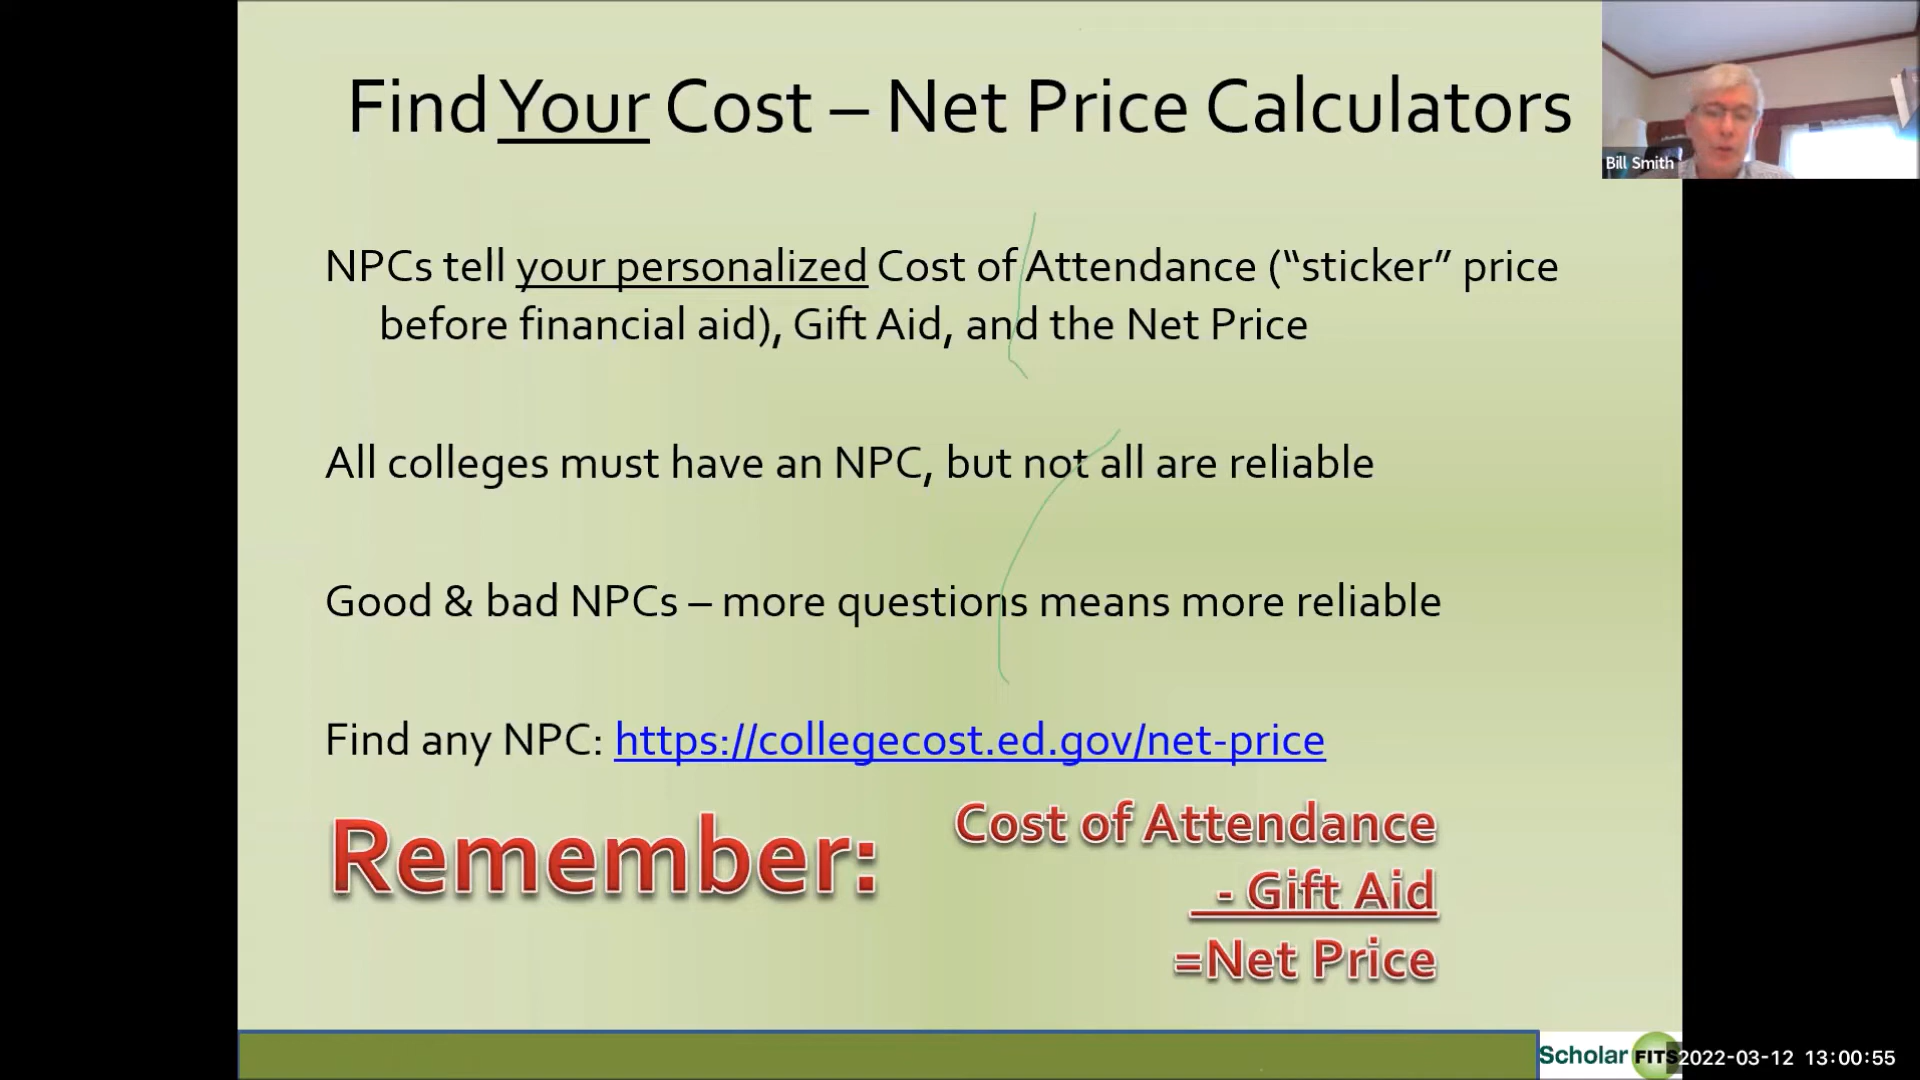 Find Your Cost – Net Price Calculators
Bill Smith
NPCs tell your personalized Cost of Attendance (“sticker” price
before financial aid), Gift Aid, and the Net Price
All colleges must have an NPC, but not all are reliable
Good & bad NPCs – more questions means more reliable
Find any NPC: https://collegecost.ed.gov/net-price
Remember:
Cost of Attendance
- Gift Aid
=Net Price
Scholar FITS
2022-03-12 13:00:55